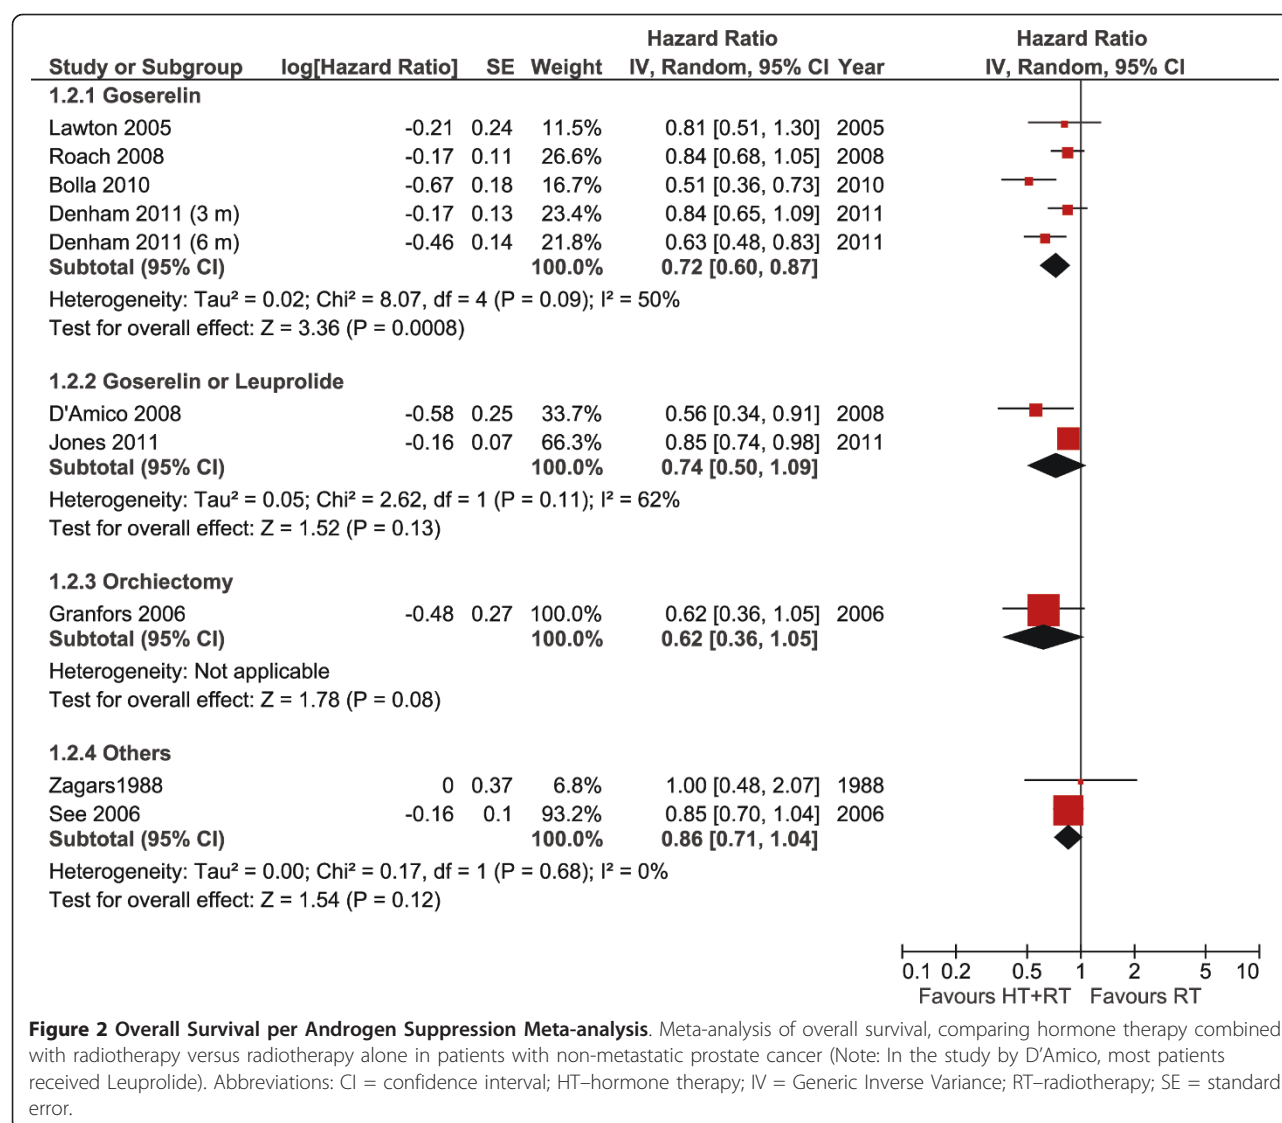 Hazard Ratio Hazard Ratio
Study or Subgroup log[Hazard Ratio] SE Weight IV, Random, 95% CI Year IV, Random, 95% CI
1.2.1 Goserelin
Lawton 2005 -0.21 0.24 11.5% 0.81 [0.51, 1.30] 2005
Roach 2008 -0.17 0.11 26.6% 0.84 [0.68, 1.05] 2008
Bolla 2010 -0.67 0.18 16.7% 0.51 [0.36, 0.73] 2010
Denham 2011 (3 m) -0.17 0.13 23.4% 0.84 [0.65, 1.09] 2011
Denham 2011 (6 m) -0.46 0.14 21.8% 0.63 [0.48, 0.83] 2011
Subtotal (95% CI) 100.0% 0.72 [0.60, 0.87]
Heterogeneity: Tau² = 0.02; Chi² = 8.07, df = 4 (P = 0.09); I² = 50%
Test for overall effect: Z = 3.36 (P = 0.0008)
1.2.2 Goserelin or Leuprolide
D'Amico 2008 -0.58 0.25 33.7% 0.56 [0.34, 0.91] 2008
Jones 2011 -0.16 0.07 66.3% 0.85 [0.74, 0.98] 2011
Subtotal (95% CI) 100.0% 0.74 [0.50, 1.09]
Heterogeneity: Tau² = 0.05; Chi² = 2.62, df = 1 (P = 0.11); I² = 62%
Test for overall effect: Z = 1.52 (P = 0.13)
1.2.3 Orchiectomy
Granfors 2006 -0.48 0.27 100.0% 0.62 [0.36, 1.05] 2006
Subtotal (95% CI) 100.0% 0.62 [0.36, 1.05]
Heterogeneity: Not applicable
Test for overall effect: Z = 1.78 (P = 0.08)
1.2.4 Others
Zagars1988 0 0.37 6.8% 1.00 [0.48, 2.07] 1988
See 2006 -0.16 0.1 93.2% 0.85 [0.70, 1.04] 2006
Subtotal (95% CI) 100.0% 0.86 [0.71, 1.04]
Heterogeneity: Tau² = 0.00; Chi² = 0.17, df = 1 (P = 0.68); I² = 0%
Test for overall effect: Z = 1.54 (P = 0.12)
0.1 0.2 0.5 1 2 5 10
Favours HT+RT Favours RT
Figure 2 Overall Survival per Androgen Suppression Meta-analysis. Meta-analysis of overall survival, comparing hormone therapy combined
with radiotherapy versus radiotherapy alone in patients with non-metastatic prostate cancer (Note: In the study by D’Amico, most patients
received Leuprolide). Abbreviations: CI = confidence interval; HT–hormone therapy; IV = Generic Inverse Variance; RT–radiotherapy; SE = standard
error.